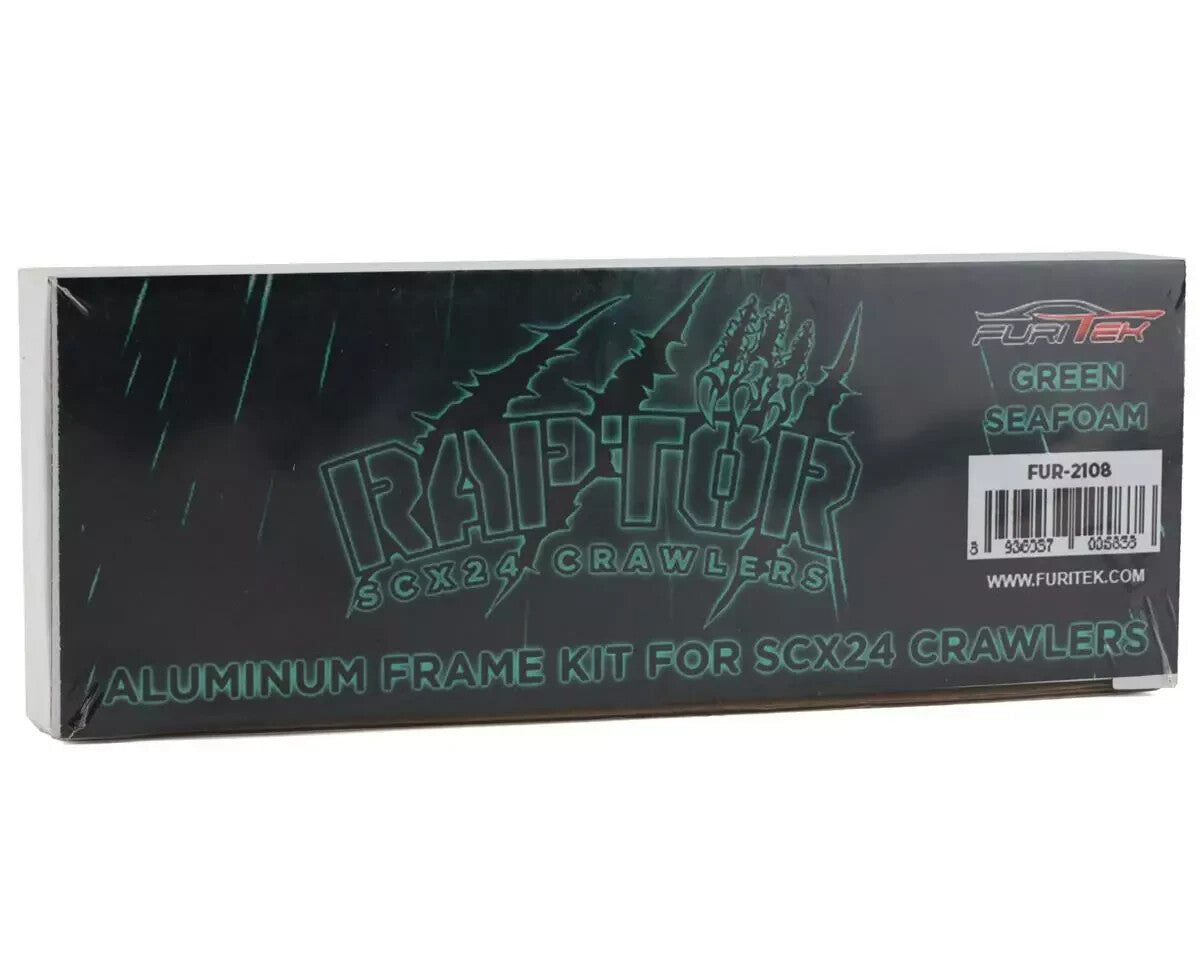 FURITEK
GREEN
SEAFOAM
RAPTOR
SCX24 CRAWLERS
FUR-2108
8 936037 005838
WWW.FURITEK.COM
ALUMINUM FRAME KIT FOR SCX24 CRAWLERS